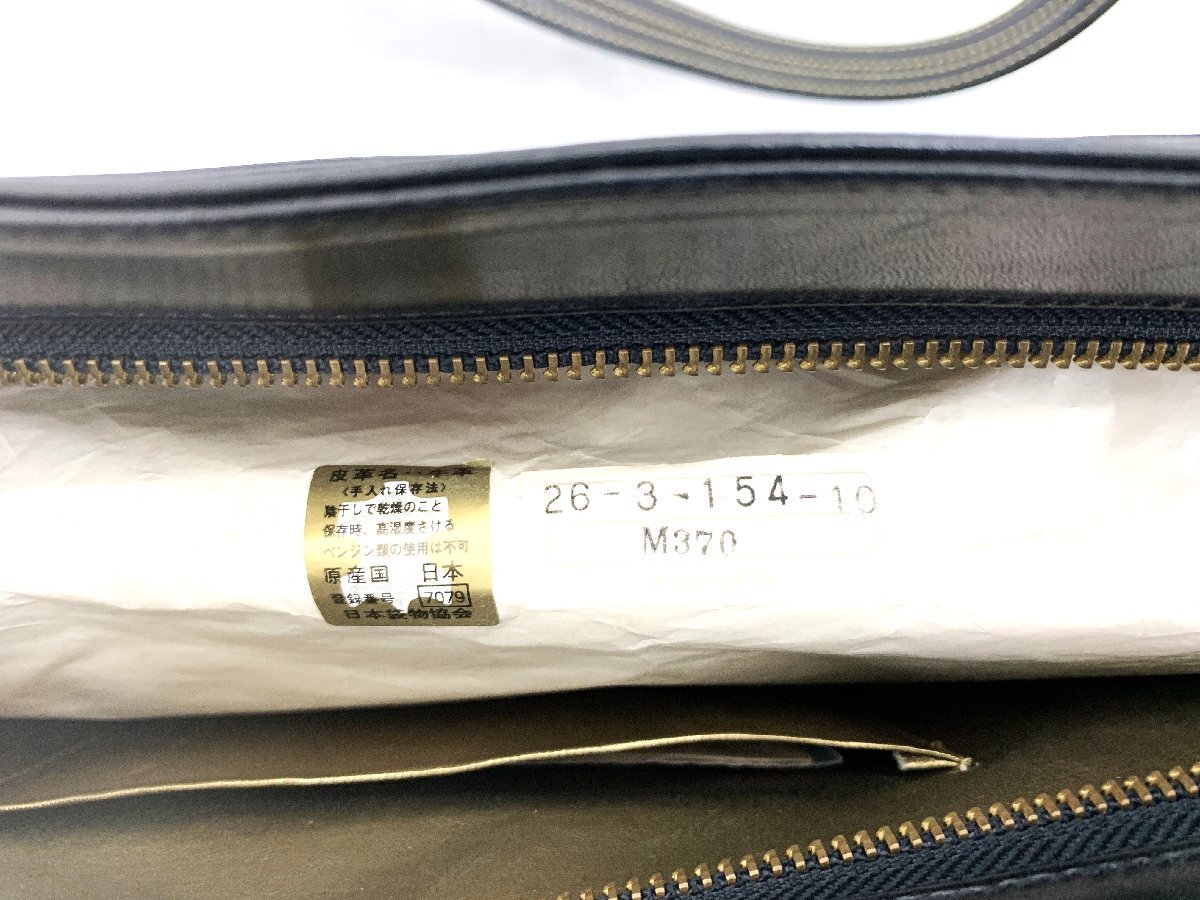 皮革名…牛革
〈手入れ保存法〉
陰干しで乾燥のこと
保存時、高湿度さける
ベンジン類の使用は不可
原産国 日本
登録番号 7079
日本袋物協会
26-3-154-10
M370